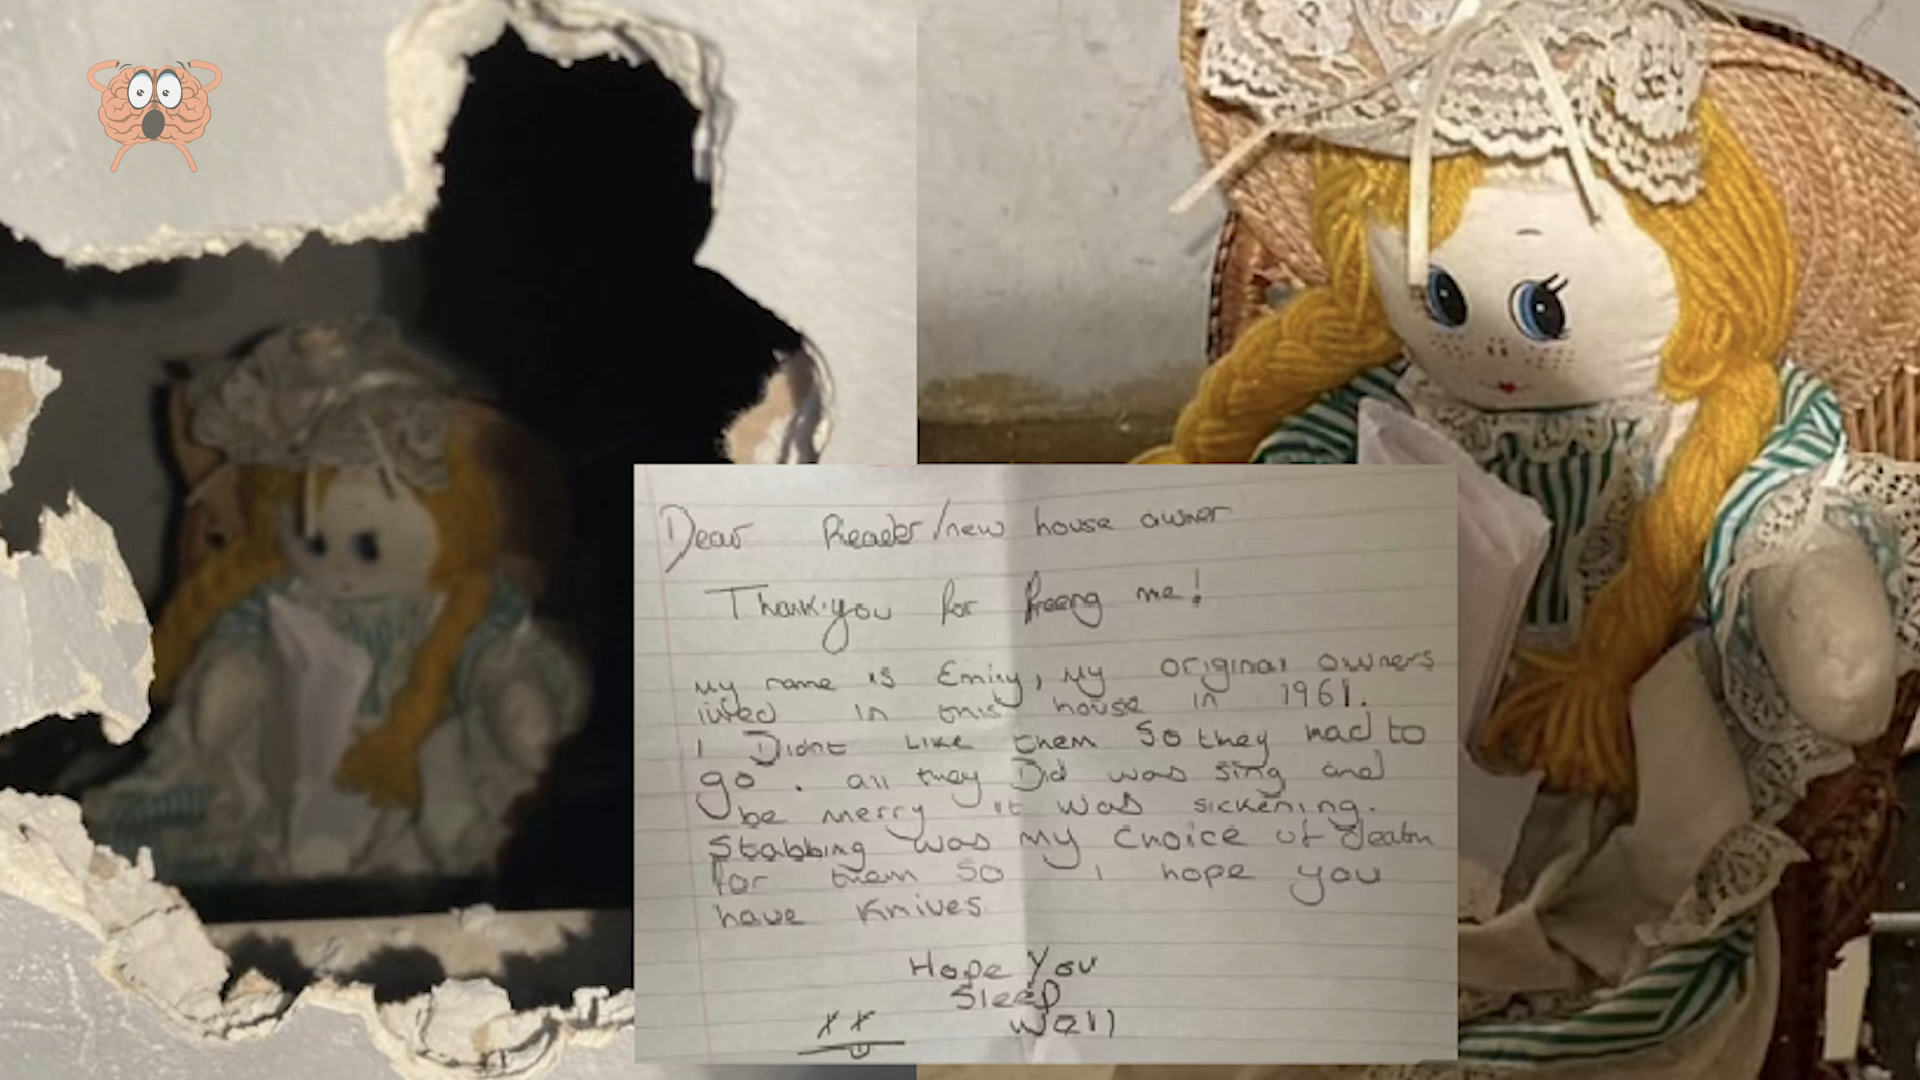 Dear Reader/new house owner
Thank you for freeing me!
my name is Emily, my original owners
lived in this house in 1961.
I Didnt Like them so they had to
go. all they Did was sing and
be merry it was sickening.
Stabbing was my choice of Death
for them so I hope you
have knives.
Hope You
Sleep
Well